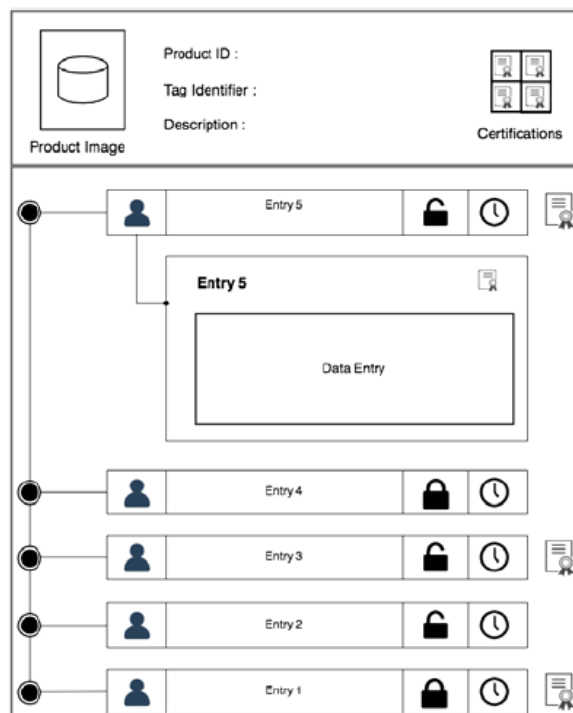 Product ID :
Tag Identifier :
Description :
Product Image
Certifications
Entry 5
Entry 5
Data Entry
Entry 4
Entry 3
Entry 2
Entry 1